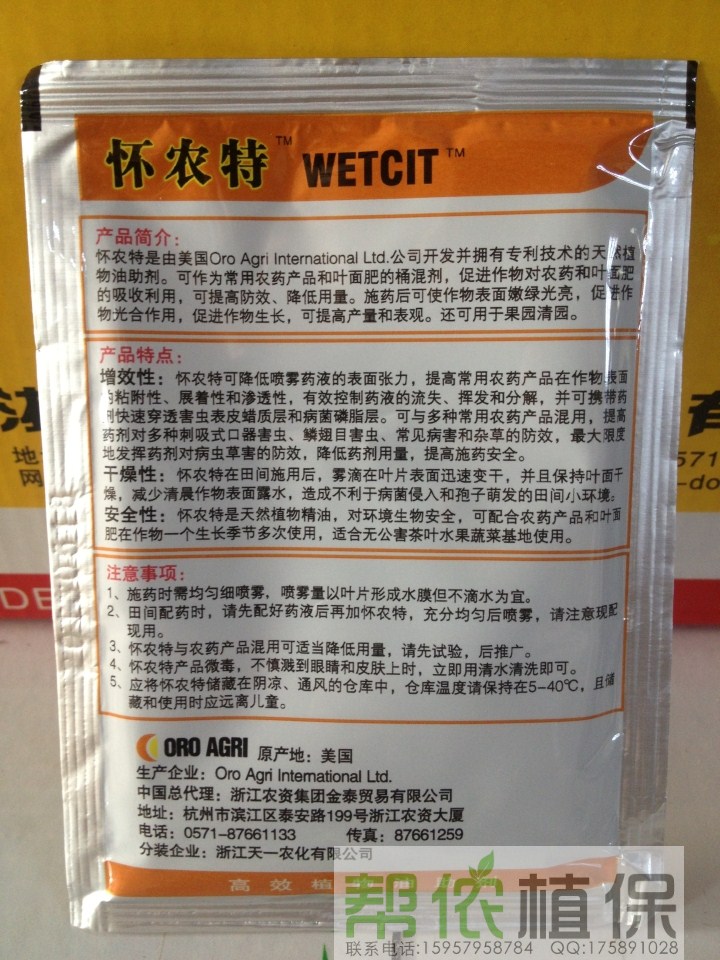 怀农特™ WETCIT™
产品简介：
怀农特是由美国Oro Agri International Ltd.公司开发并拥有专利技术的天然植
物油助剂。可作为常用农药产品和叶面肥的桶混剂，促进作物对农药和叶面肥
的吸收利用，可提高防效、降低用量。施药后可使作物表面嫩绿光亮，促进作
物光合作用，促进作物生长，可提高产量和表观。还可用于果园清园。
产品特点：
增效性：怀农特可降低喷雾药液的表面张力，提高常用农药产品在作物表面
的粘附性、展着性和渗透性，有效控制药液的流失、挥发和分解，并可携带药
剂快速穿透害虫表皮蜡质层和病菌磷脂层。可与多种常用农药产品混用，提高
药剂对多种刺吸式口器害虫、鳞翅目害虫、常见病害和杂草的防效，最大限度
地发挥药剂对病虫草害的防效，降低药剂用量，提高施药安全。
干燥性：怀农特在田间施用后，雾滴在叶片表面迅速变干，并且保持叶面干
燥，减少清晨作物表面露水，造成不利于病菌侵入和孢子萌发的田间小环境。
安全性：怀农特是天然植物精油，对环境生物安全，可配合农药产品和叶面
肥在作物一个生长季节多次使用，适合无公害茶叶水果蔬菜基地使用。
注意事项：
1、施药时需均匀细喷雾，喷雾量以叶片形成水膜但不滴水为宜。
2、田间配药时，请先配好药液后再加怀农特，充分均匀后喷雾，请注意现配
现用。
3、怀农特与农药产品混用可适当降低用量，请先试验，后推广。
4、怀农特产品微毒，不慎溅到眼睛和皮肤上时，立即用清水清洗即可。
5、应将怀农特储藏在阴凉、通风的仓库中，仓库温度请保持在5-40℃，且储
藏和使用时应远离儿童。
ORO AGRI 原产地：美国
生产企业：Oro Agri International Ltd.
中国总代理：浙江农资集团金泰贸易有限公司
地址：杭州市滨江区泰安路199号浙江农资大厦
电话：0571-87661133 传真：87661259
分装企业：浙江天一农化有限公司
高效植物油
帮侬植保
联系电话:15957958784 QQ:175891028
地
网
571
-do
DE